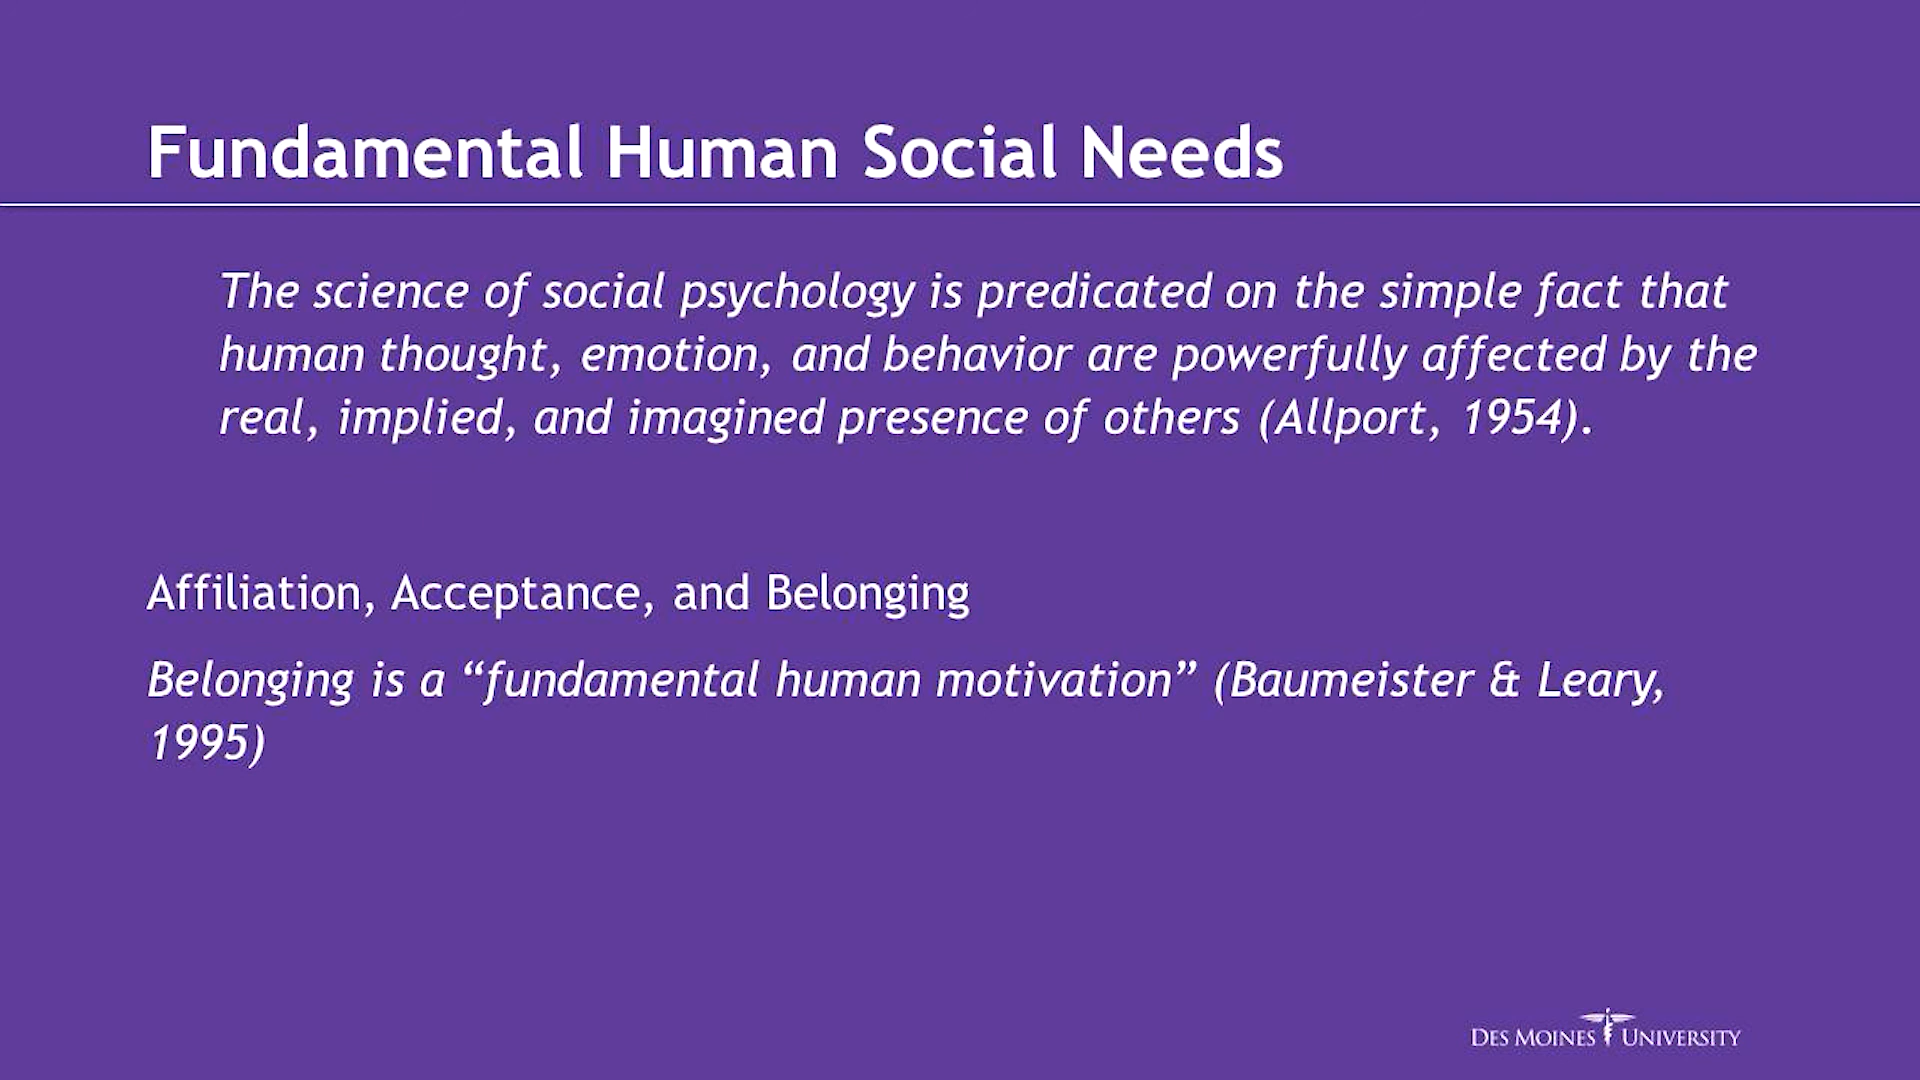 Fundamental Human Social Needs
The science of social psychology is predicated on the simple fact that
human thought, emotion, and behavior are powerfully affected by the
real, implied, and imagined presence of others (Allport, 1954).
Affiliation, Acceptance, and Belonging
Belonging is a “fundamental human motivation” (Baumeister & Leary,
1995)
DES MOINES UNIVERSITY